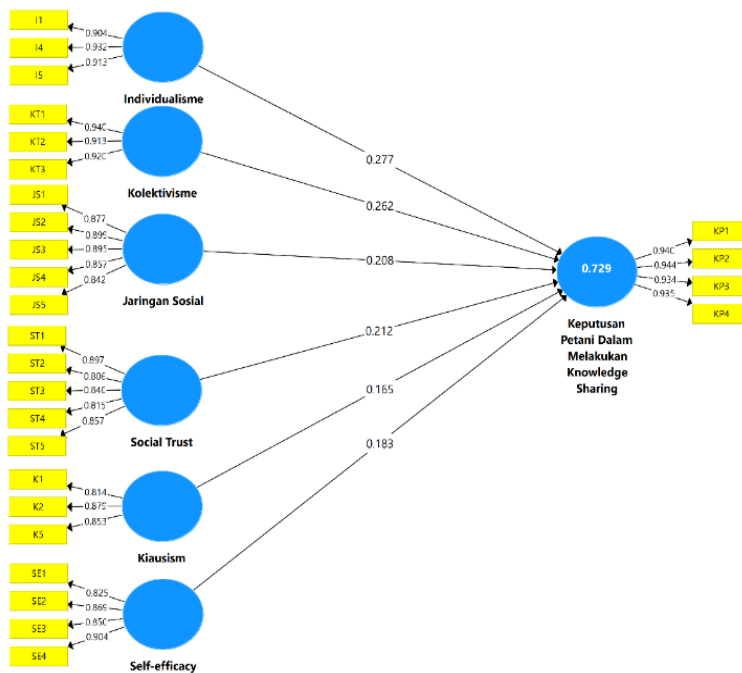 I1
0.904
I4
0.932
I5
0.913
Individualisme
KT1
0.940
KT2
0.913
KT3
0.920
Kolektivisme
JS1
0.877
JS2
0.899
JS3
0.895
JS4
0.857
JS5
0.842
Jaringan Sosial
ST1
0.897
ST2
0.806
ST3
0.840
ST4
0.815
ST5
0.857
Social Trust
K1
0.814
K2
0.879
K5
0.853
Kiausism
SE1
0.825
SE2
0.869
SE3
0.850
SE4
0.904
Self-efficacy
0.277
0.262
0.208
0.212
0.165
0.183
0.729
Keputusan
Petani Dalam
Melakukan
Knowledge
Sharing
0.940
KP1
0.944
KP2
0.934
KP3
0.935
KP4